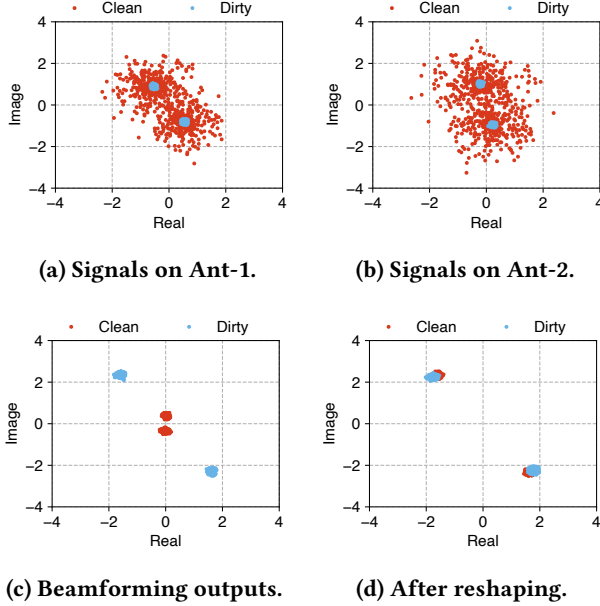 Clean Dirty
4
2
0
−2
−4
Image
−4 −2 0 2 4
Real
(a) Signals on Ant-1.
Clean Dirty
4
2
0
−2
−4
Image
−4 −2 0 2 4
Real
(b) Signals on Ant-2.
Clean Dirty
4
2
0
−2
−4
Image
−4 −2 0 2 4
Real
(c) Beamforming outputs.
Clean Dirty
4
2
0
−2
−4
Image
−4 −2 0 2 4
Real
(d) After reshaping.